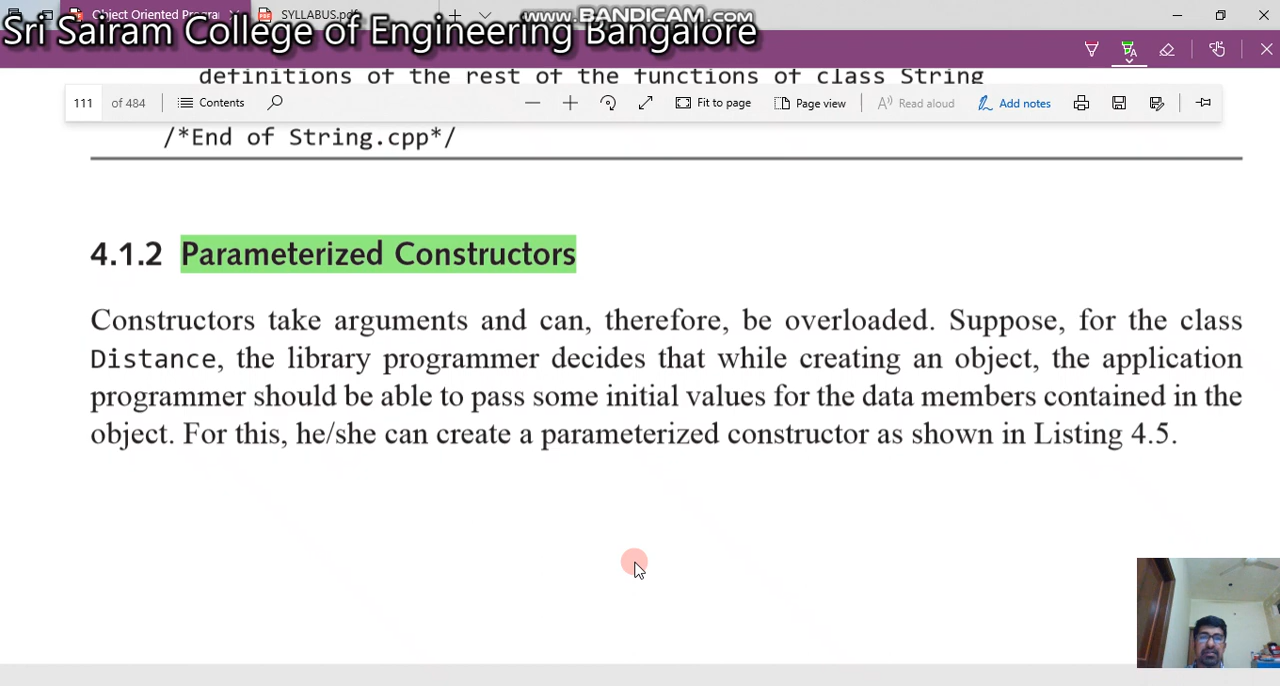 Object Oriented Progra
SYLLABUS.pdf
www.BANDICAM.com
Sri Sairam College of Engineering Bangalore
definitions of the rest of the functions of class String
111 of 484 Contents Fit to page Page view Read aloud Add notes
/*End of String.cpp*/
4.1.2 Parameterized Constructors
Constructors take arguments and can, therefore, be overloaded. Suppose, for the class
Distance, the library programmer decides that while creating an object, the application
programmer should be able to pass some initial values for the data members contained in the
object. For this, he/she can create a parameterized constructor as shown in Listing 4.5.